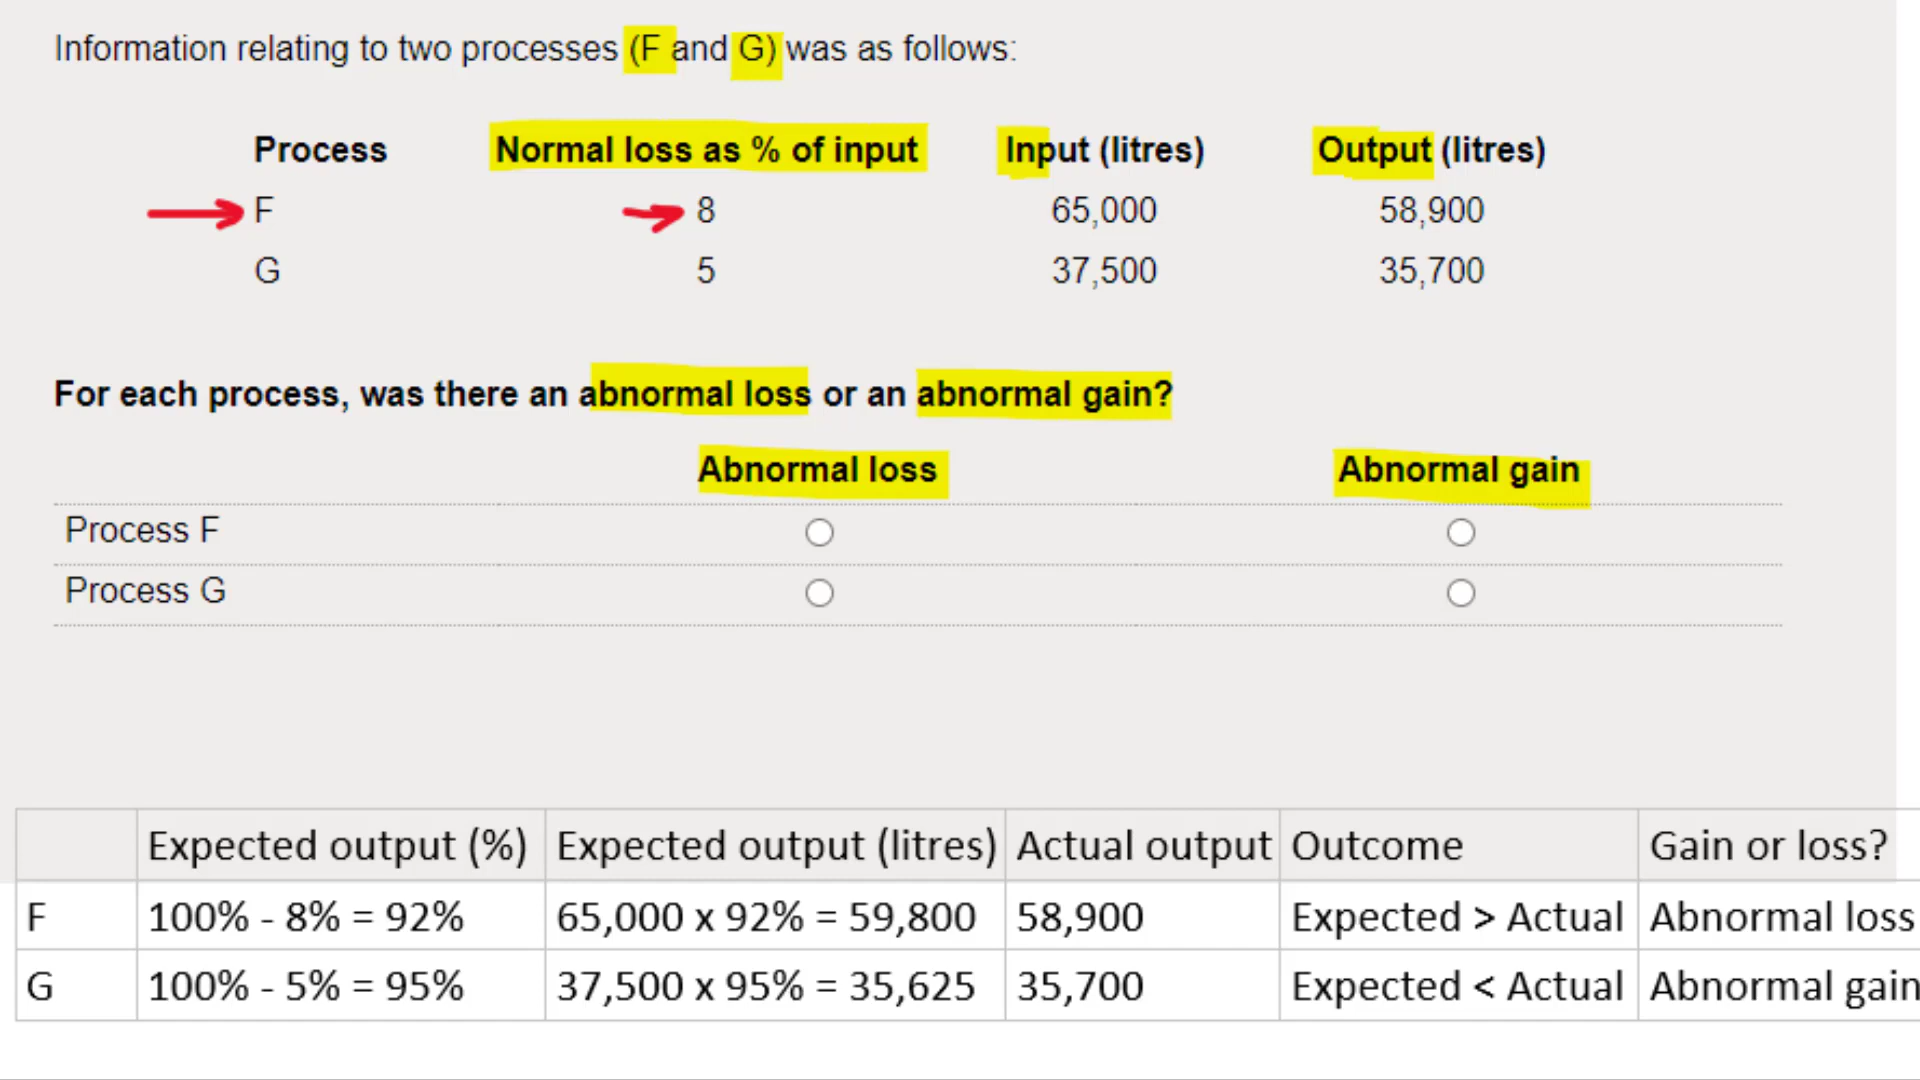 Information relating to two processes (F and G) was as follows:
Process Normal loss as % of input Input (litres) Output (litres)
F 8 65,000 58,900
G 5 37,500 35,700
For each process, was there an abnormal loss or an abnormal gain?
Abnormal loss Abnormal gain
Process F
Process G
Expected output (%) Expected output (litres) Actual output Outcome Gain or loss?
F 100% - 8% = 92% 65,000 x 92% = 59,800 58,900 Expected > Actual Abnormal loss
G 100% - 5% = 95% 37,500 x 95% = 35,625 35,700 Expected < Actual Abnormal gain